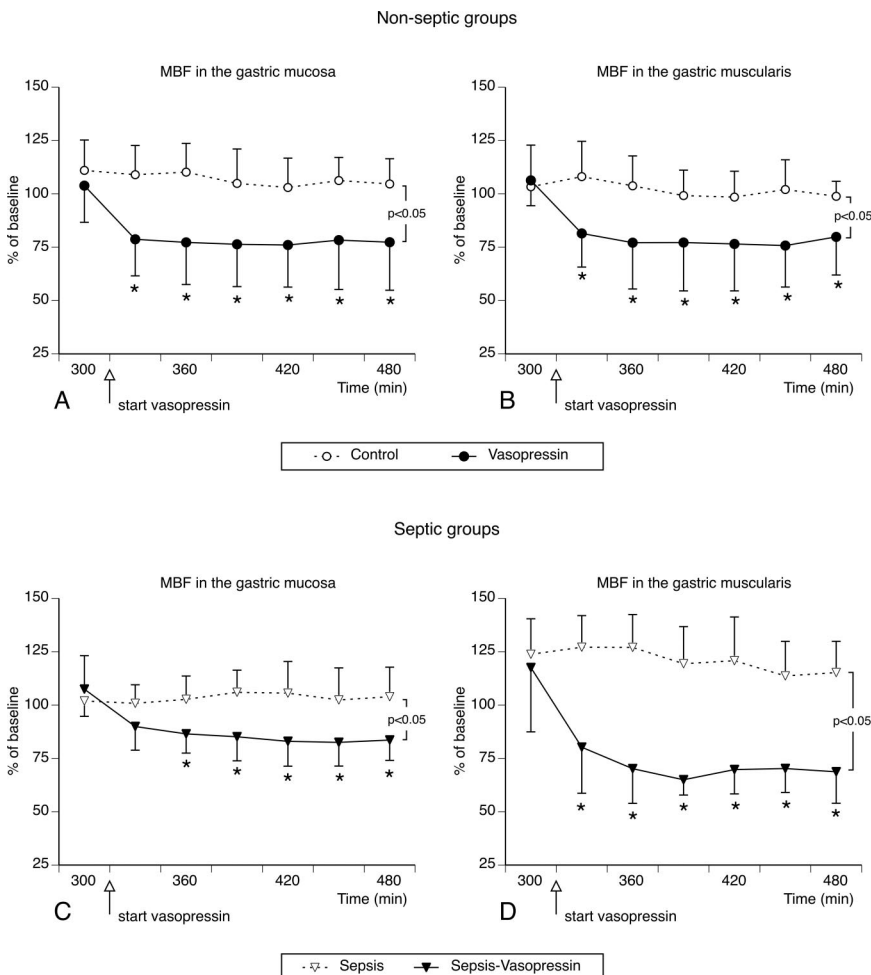 Non-septic groups
MBF in the gastric mucosa
150
125
100
75
50
25
% of baseline
p<0.05
* * * * * *
300 360 420 480
Time (min)
A
start vasopressin
MBF in the gastric muscularis
150
125
100
75
50
25
% of baseline
p<0.05
* * * * * *
300 360 420 480
Time (min)
B
start vasopressin
Control Vasopressin
Septic groups
MBF in the gastric mucosa
150
125
100
75
50
25
% of baseline
p<0.05
* * * * *
300 360 420 480
Time (min)
C
start vasopressin
MBF in the gastric muscularis
150
125
100
75
50
25
% of baseline
p<0.05
* * * * * *
300 360 420 480
Time (min)
D
start vasopressin
Sepsis Sepsis-Vasopressin